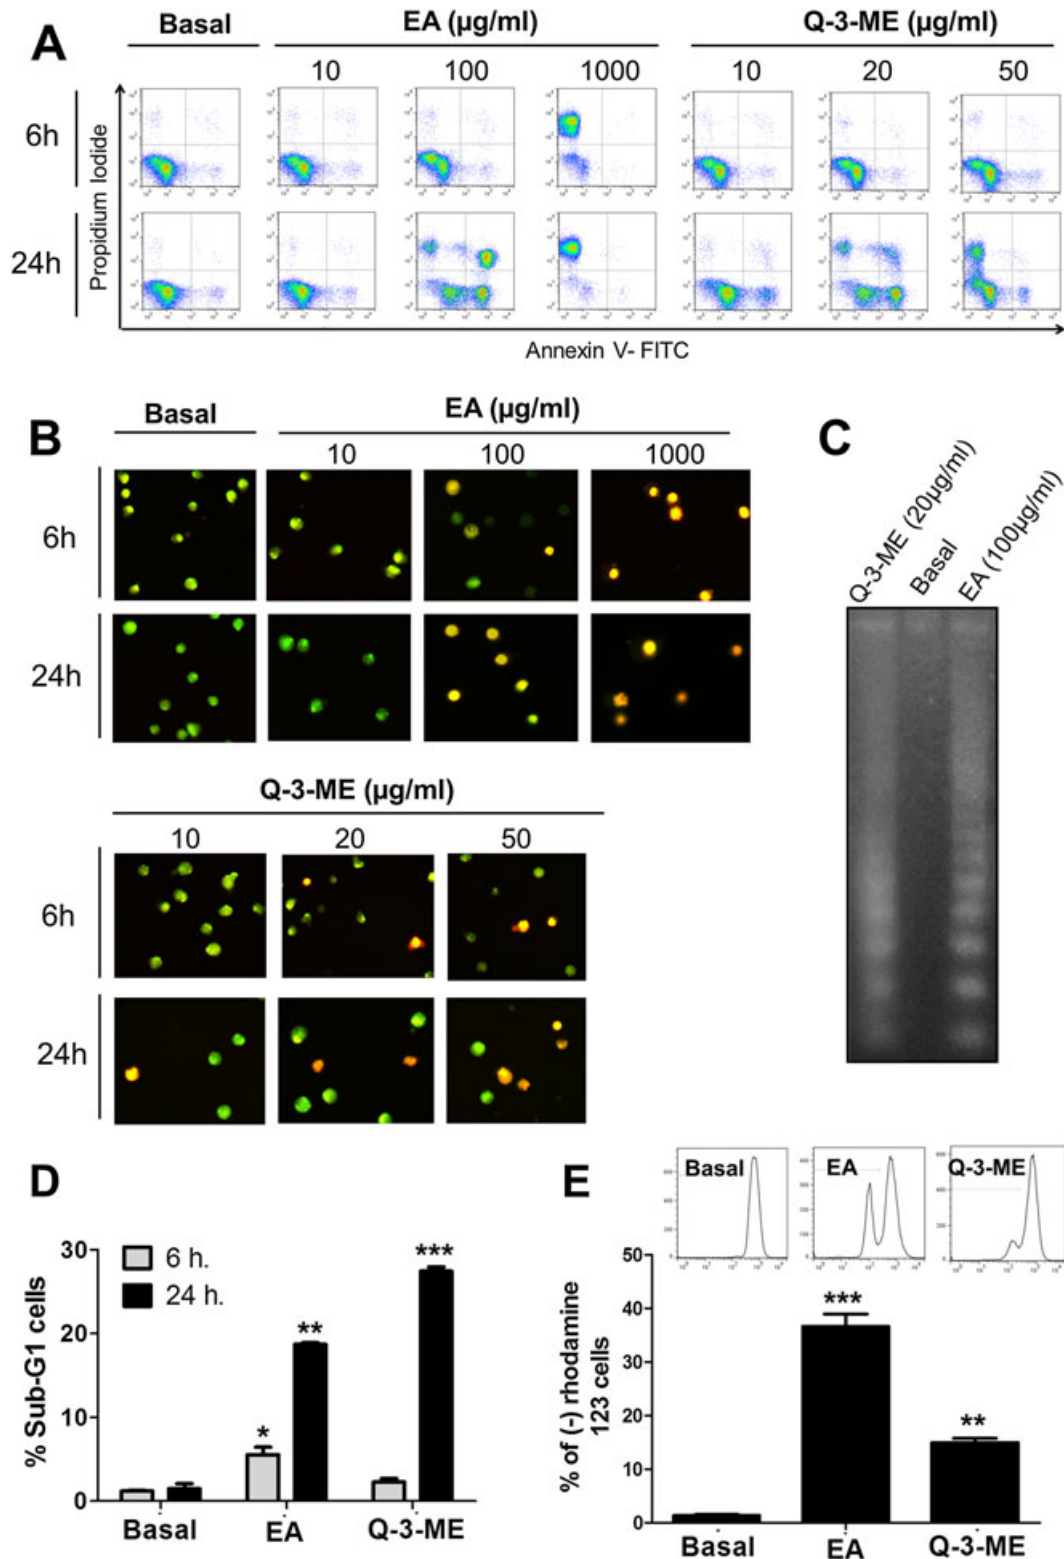 A
Basal
EA (µg/ml)
Q-3-ME (µg/ml)
10
100
1000
10
20
50
6h
24h
Propidium Iodide
Annexin V- FITC
B
Basal
EA (µg/ml)
10
100
1000
6h
24h
Q-3-ME (µg/ml)
10
20
50
6h
24h
C
Q-3-ME (20µg/ml)
Basal
EA (100µg/ml)
D
% Sub-G1 cells
30
20
10
0
6 h.
24 h.
*
**
***
Basal
EA
Q-3-ME
E
Basal
EA
Q-3-ME
% of (-) rhodamine
123 cells
50
40
30
20
10
0
***
**
Basal
EA
Q-3-ME